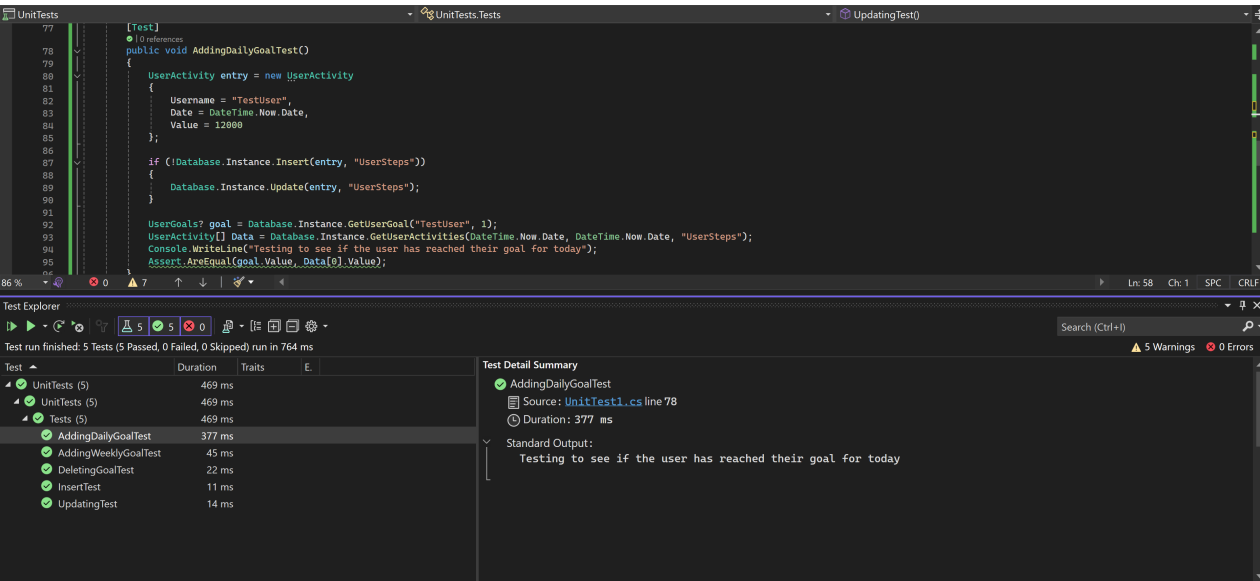 UnitTests UnitTests.Tests UpdatingTest()
77 [Test]
0 references
78 public void AddingDailyGoalTest()
79 {
80 UserActivity entry = new UserActivity
81 {
82 Username = "TestUser",
83 Date = DateTime.Now.Date,
84 Value = 12000
85 };
86
87 if (!Database.Instance.Insert(entry, "UserSteps"))
88 {
89 Database.Instance.Update(entry, "UserSteps");
90 }
91
92 UserGoals? goal = Database.Instance.GetUserGoal("TestUser", 1);
93 UserActivity[] Data = Database.Instance.GetUserActivities(DateTime.Now.Date, DateTime.Now.Date, "UserSteps");
94 Console.WriteLine("Testing to see if the user has reached their goal for today");
95 Assert.AreEqual(goal.Value, Data[0].Value);
96 }
86 % 0 7 Ln: 58 Ch: 1 SPC CRLF
Test Explorer
5 5 0 Search (Ctrl+I)
Test run finished: 5 Tests (5 Passed, 0 Failed, 0 Skipped) run in 764 ms 5 Warnings 0 Errors
Test Duration Traits E.
UnitTests (5) 469 ms
UnitTests (5) 469 ms
Tests (5) 469 ms
AddingDailyGoalTest 377 ms
AddingWeeklyGoalTest 45 ms
DeletingGoalTest 22 ms
InsertTest 11 ms
UpdatingTest 14 ms
Test Detail Summary
AddingDailyGoalTest
Source: UnitTest1.cs line 78
Duration: 377 ms
Standard Output:
Testing to see if the user has reached their goal for today